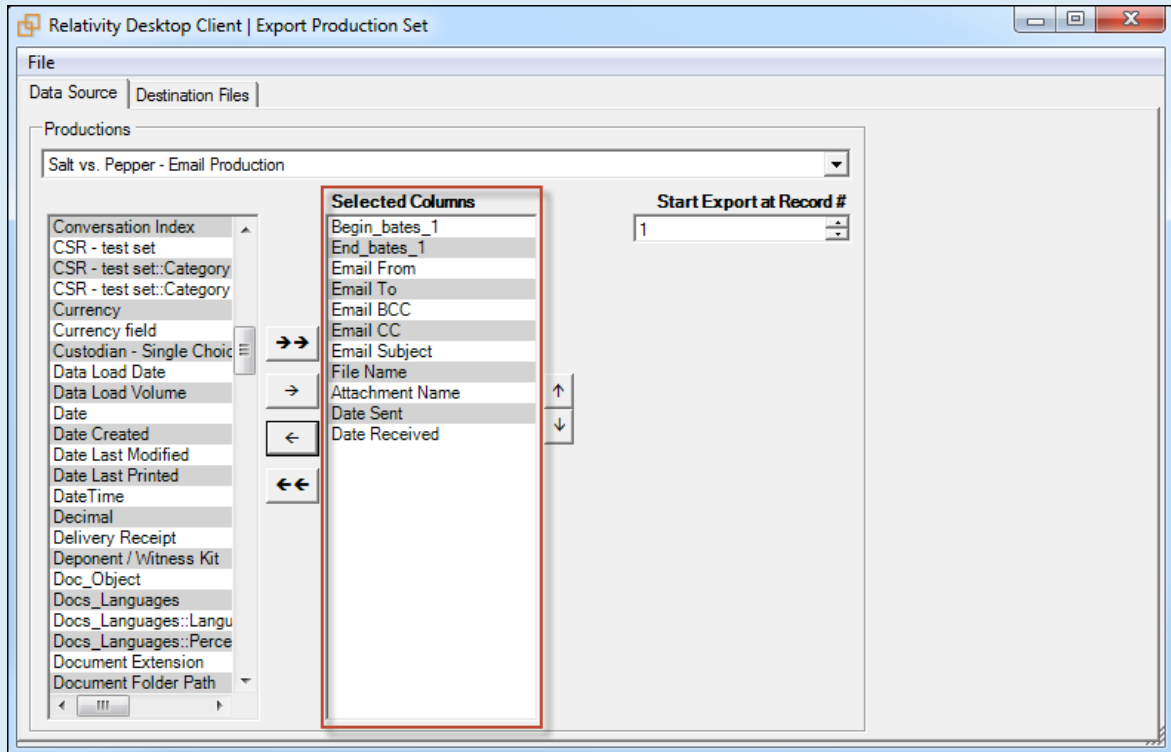 Relativity Desktop Client | Export Production Set
File
Data Source
Destination Files
Productions
Salt vs. Pepper - Email Production
Conversation Index
CSR - test set
CSR - test set::Category
CSR - test set::Category
Currency
Currency field
Custodian - Single Choic
Data Load Date
Data Load Volume
Date
Date Created
Date Last Modified
Date Last Printed
DateTime
Decimal
Delivery Receipt
Deponent / Witness Kit
Doc_Object
Docs_Languages
Docs_Languages::Langu
Docs_Languages::Perce
Document Extension
Document Folder Path
Selected Columns
Begin_bates_1
End_bates_1
Email From
Email To
Email BCC
Email CC
Email Subject
File Name
Attachment Name
Date Sent
Date Received
Start Export at Record #
1